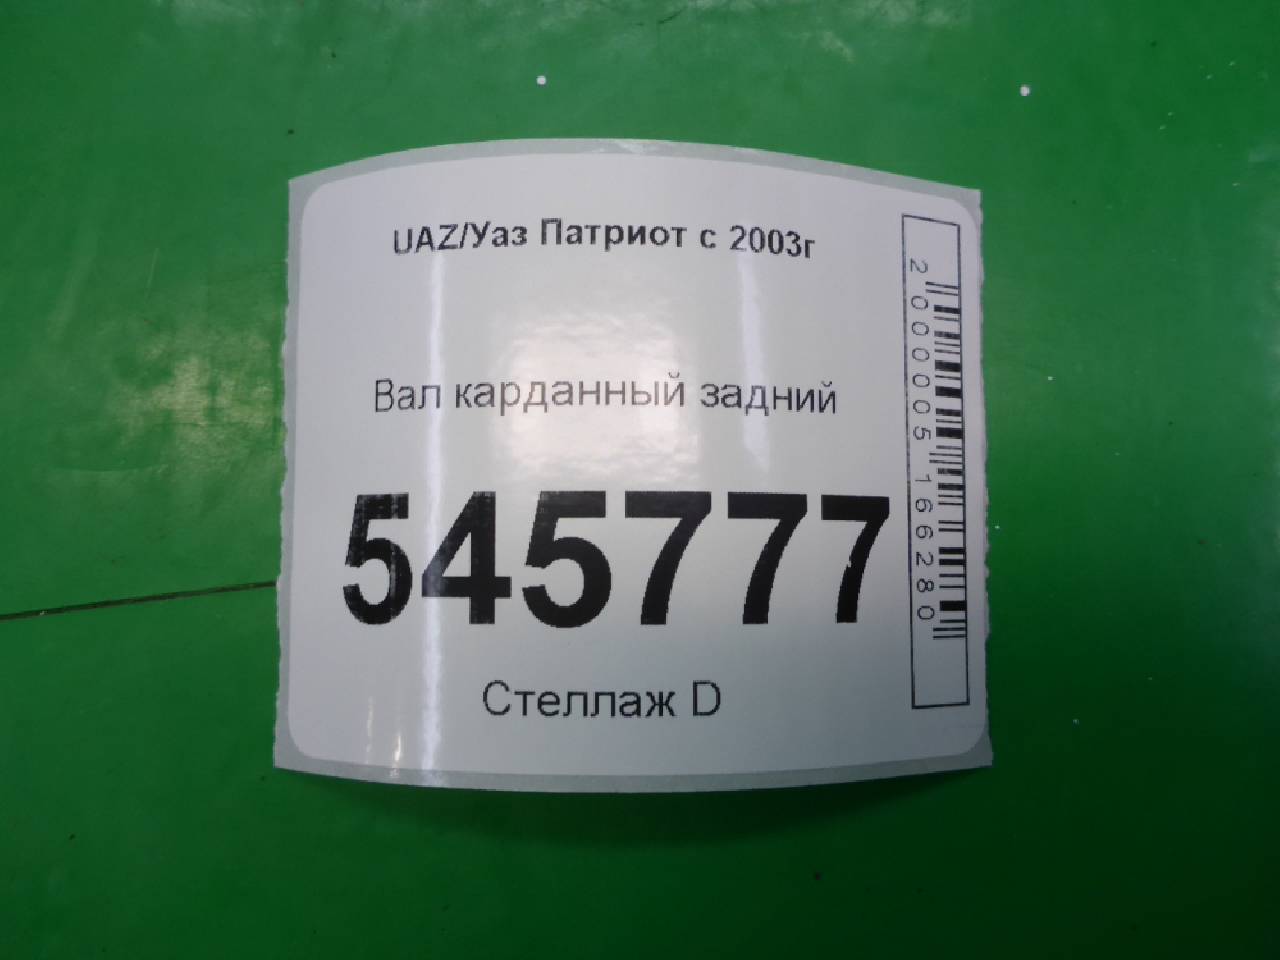 UAZ/Уаз Патриот с 2003г
Вал карданный задний
545777
Стеллаж D
2000005166280